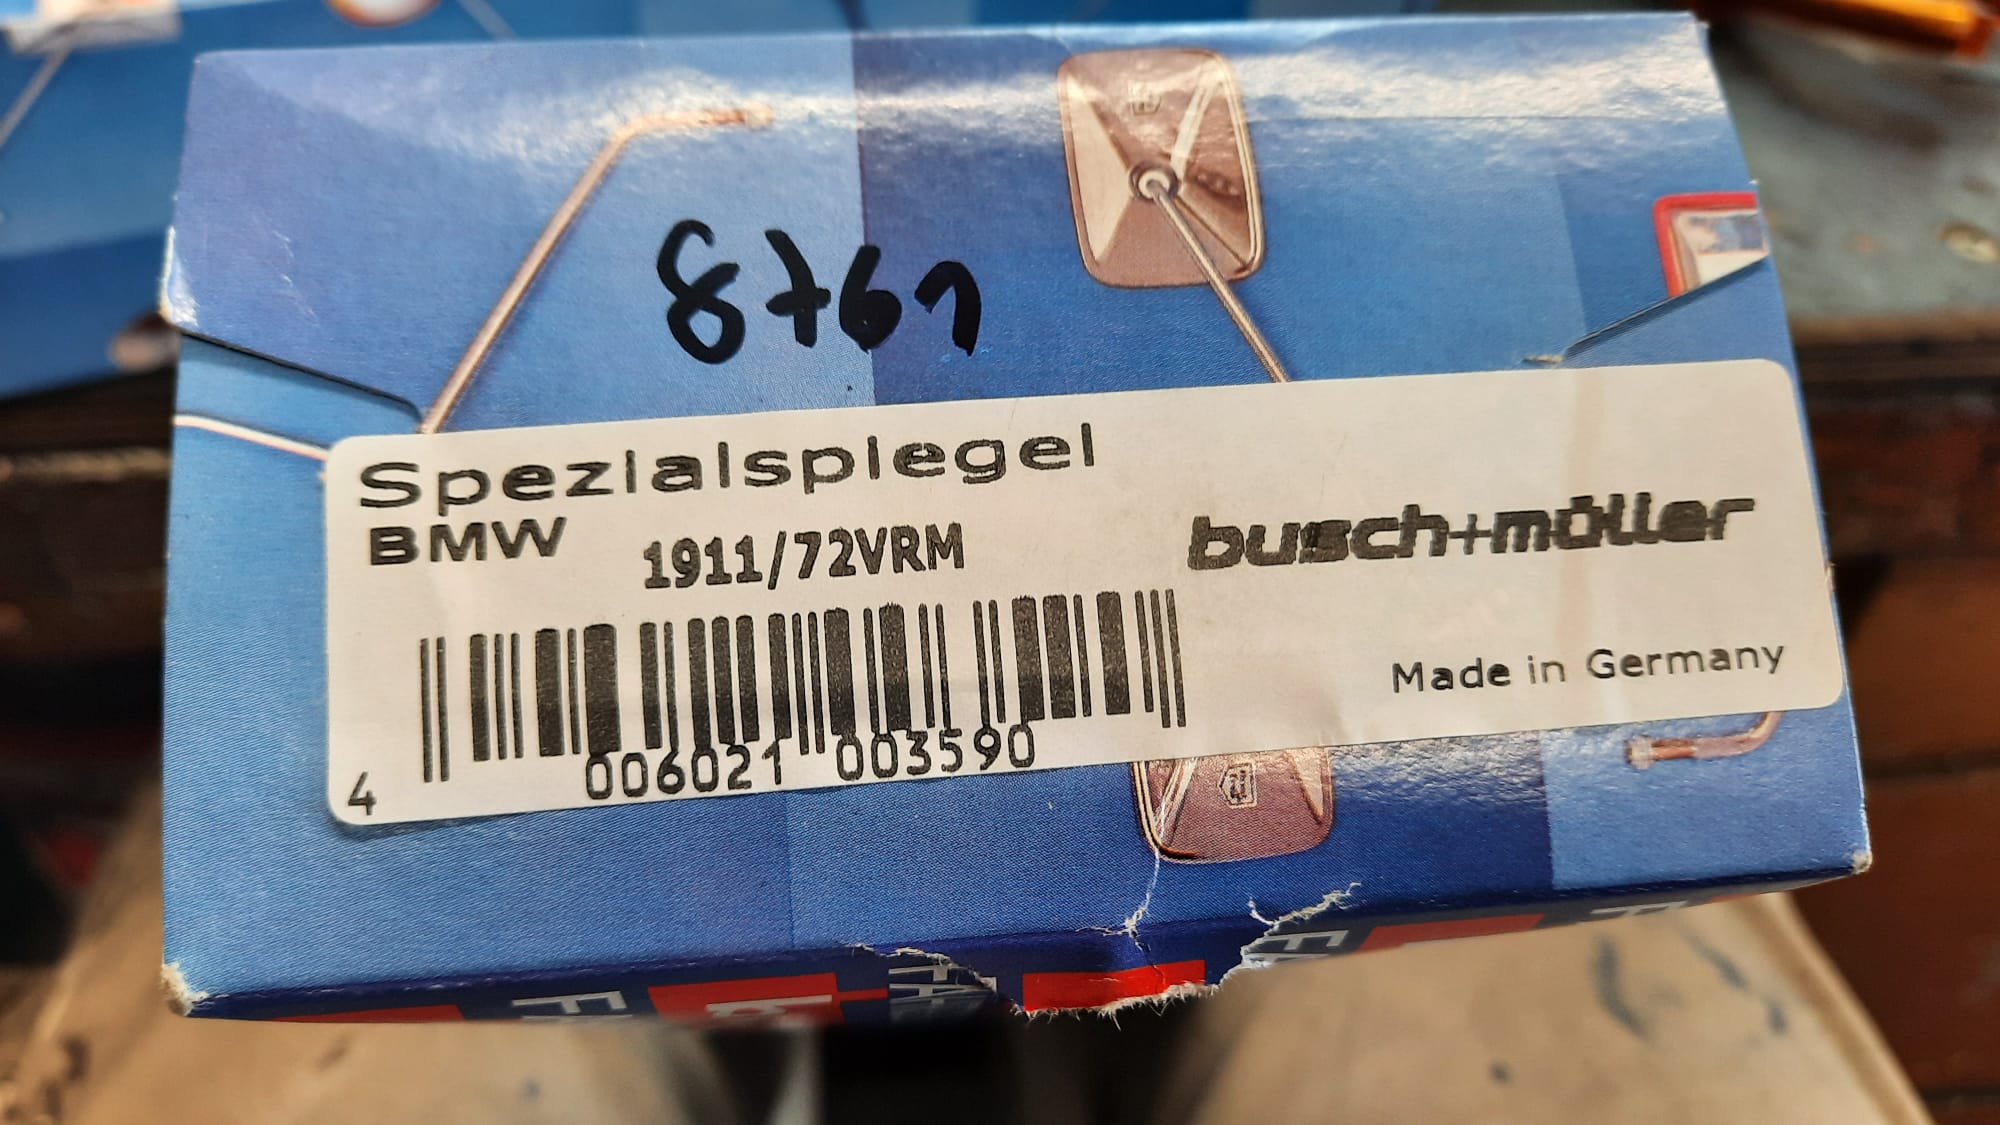 8761
Spezialspiegel
BMW 1911/72VRM
busch+müller
Made in Germany
4 006021 003590